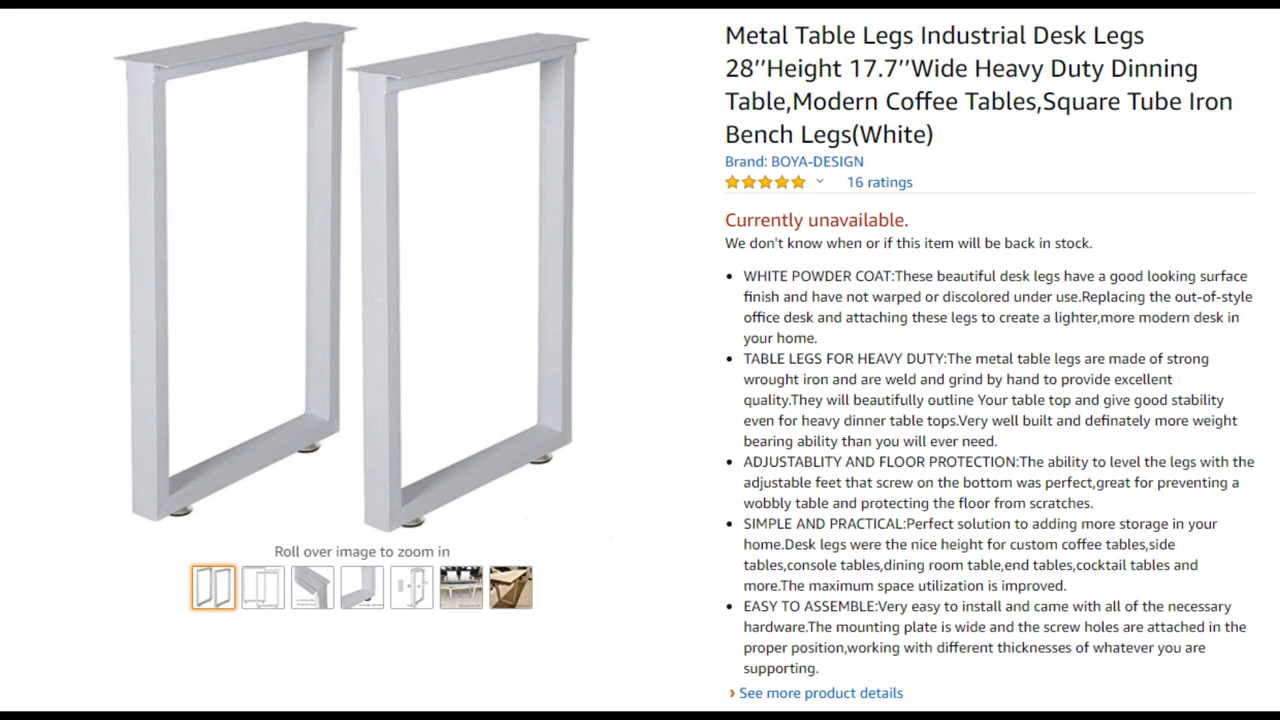 Metal Table Legs Industrial Desk Legs
28’’Height 17.7’’Wide Heavy Duty Dinning
Table,Modern Coffee Tables,Square Tube Iron
Bench Legs(White)
Brand: BOYA-DESIGN
16 ratings
Currently unavailable.
We don't know when or if this item will be back in stock.
• WHITE POWDER COAT:These beautiful desk legs have a good looking surface
finish and have not warped or discolored under use.Replacing the out-of-style
office desk and attaching these legs to create a lighter,more modern desk in
your home.
• TABLE LEGS FOR HEAVY DUTY:The metal table legs are made of strong
wrought iron and are weld and grind by hand to provide excellent
quality.They will beautifully outline Your table top and give good stability
even for heavy dinner table tops.Very well built and definately more weight
bearing ability than you will ever need.
• ADJUSTABLITY AND FLOOR PROTECTION:The ability to level the legs with the
adjustable feet that screw on the bottom was perfect,great for preventing a
wobbly table and protecting the floor from scratches.
• SIMPLE AND PRACTICAL:Perfect solution to adding more storage in your
home.Desk legs were the nice height for custom coffee tables,side
tables,console tables,dining room table,end tables,cocktail tables and
more.The maximum space utilization is improved.
• EASY TO ASSEMBLE:Very easy to install and came with all of the necessary
hardware.The mounting plate is wide and the screw holes are attached in the
proper position,working with different thicknesses of whatever you are
supporting.
› See more product details
Roll over image to zoom in